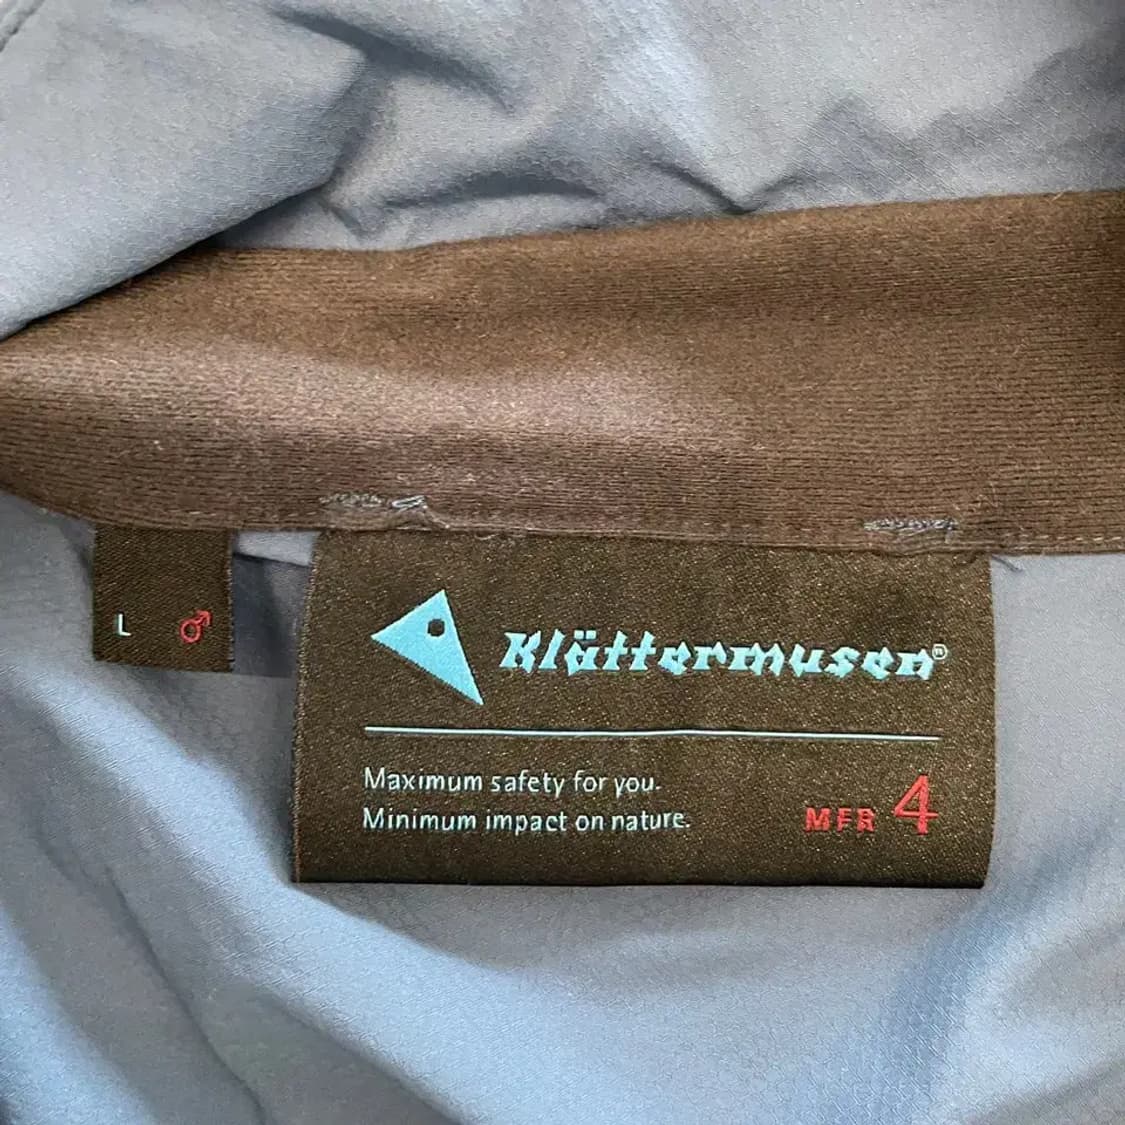 L ♂
Klättermusen®
Maximum safety for you.
Minimum impact on nature.
MFR 4